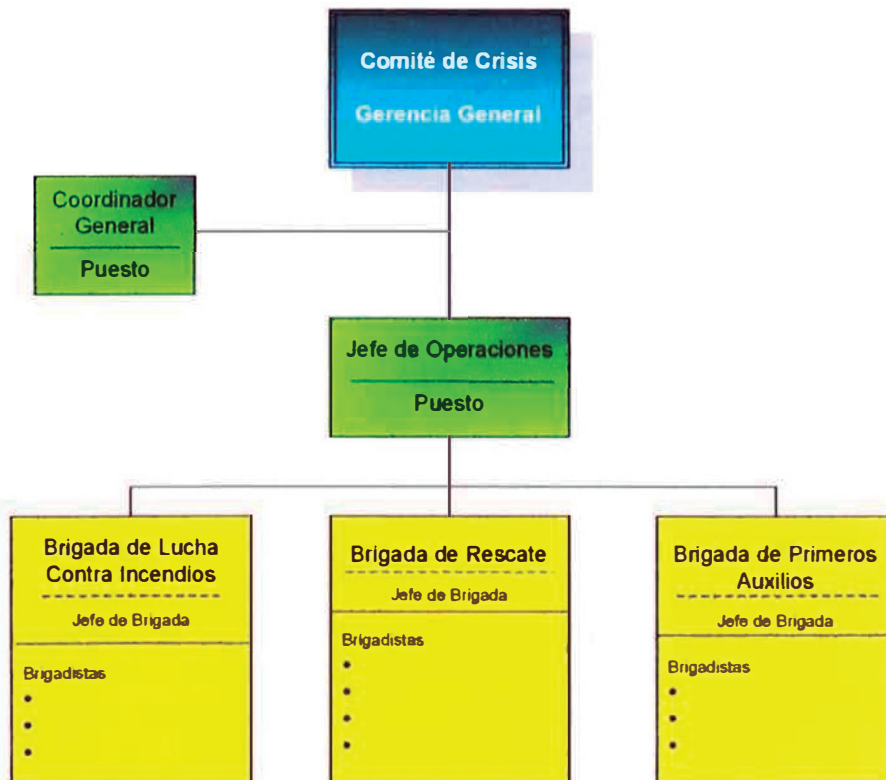 Comité de Crisis
Gerencia General
Coordinador
General
Puesto
Jefe de Operaciones
Puesto
Brigada de Lucha
Contra Incendios
Jefe de Brigada
Brigadistas
•
•
•
Brigada de Rescate
Jefe de Brigada
Brigadistas
•
•
•
•
Brigada de Primeros
Auxilios
Jefe de Brigada
Brigadistas
•
•
•